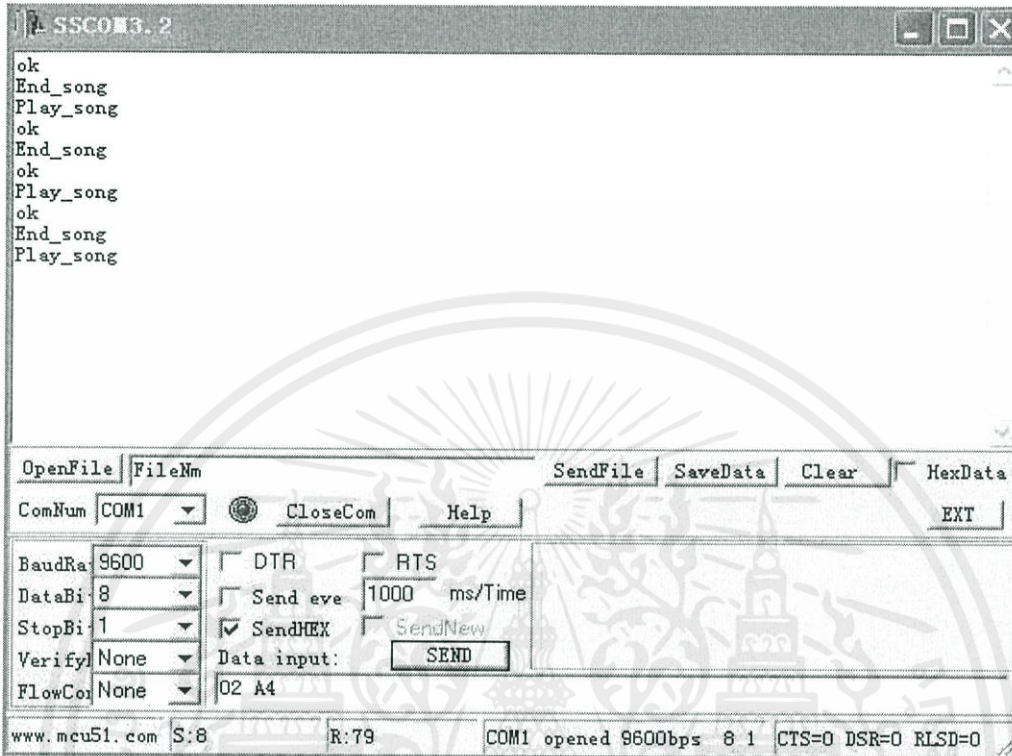 SSCOM3.2
ok
End_song
Play_song
ok
End_song
ok
Play_song
ok
End_song
Play_song
OpenFile FileNm SendFile SaveData Clear HexData
ComNum COM1 CloseCom Help EXT
BaudRa 9600 DTR RTS
DataBi 8 Send eve 1000 ms/Time
StopBi 1 SendHEX SendNew
Verify None Data input: SEND
FlowCo None 02 A4
www.mcu51.com S:8 R:79 COM1 opened 9600bps 8 1 CTS=0 DSR=0 RLSD=0